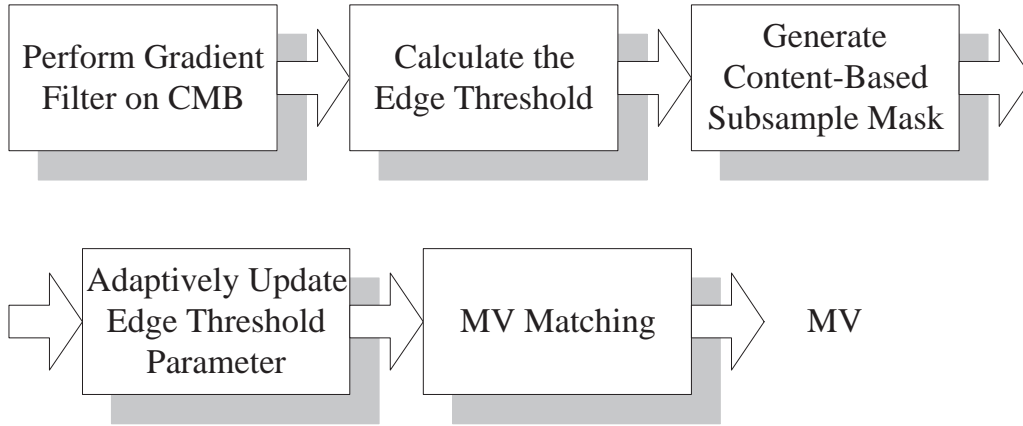 Perform Gradient
Filter on CMB
Calculate the
Edge Threshold
Generate
Content-Based
Subsample Mask
Adaptively Update
Edge Threshold
Parameter
MV Matching
MV